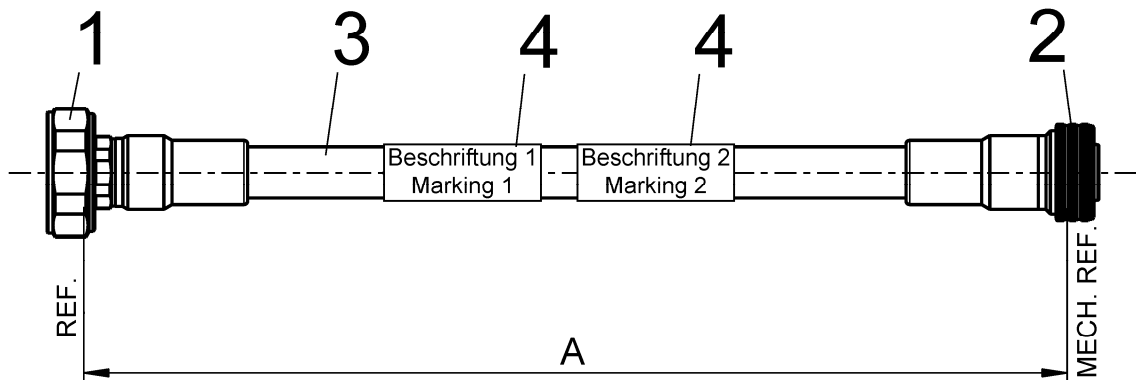 1
3
4
4
2
Beschriftung 1
Marking 1
Beschriftung 2
Marking 2
REF.
MECH. REF.
A